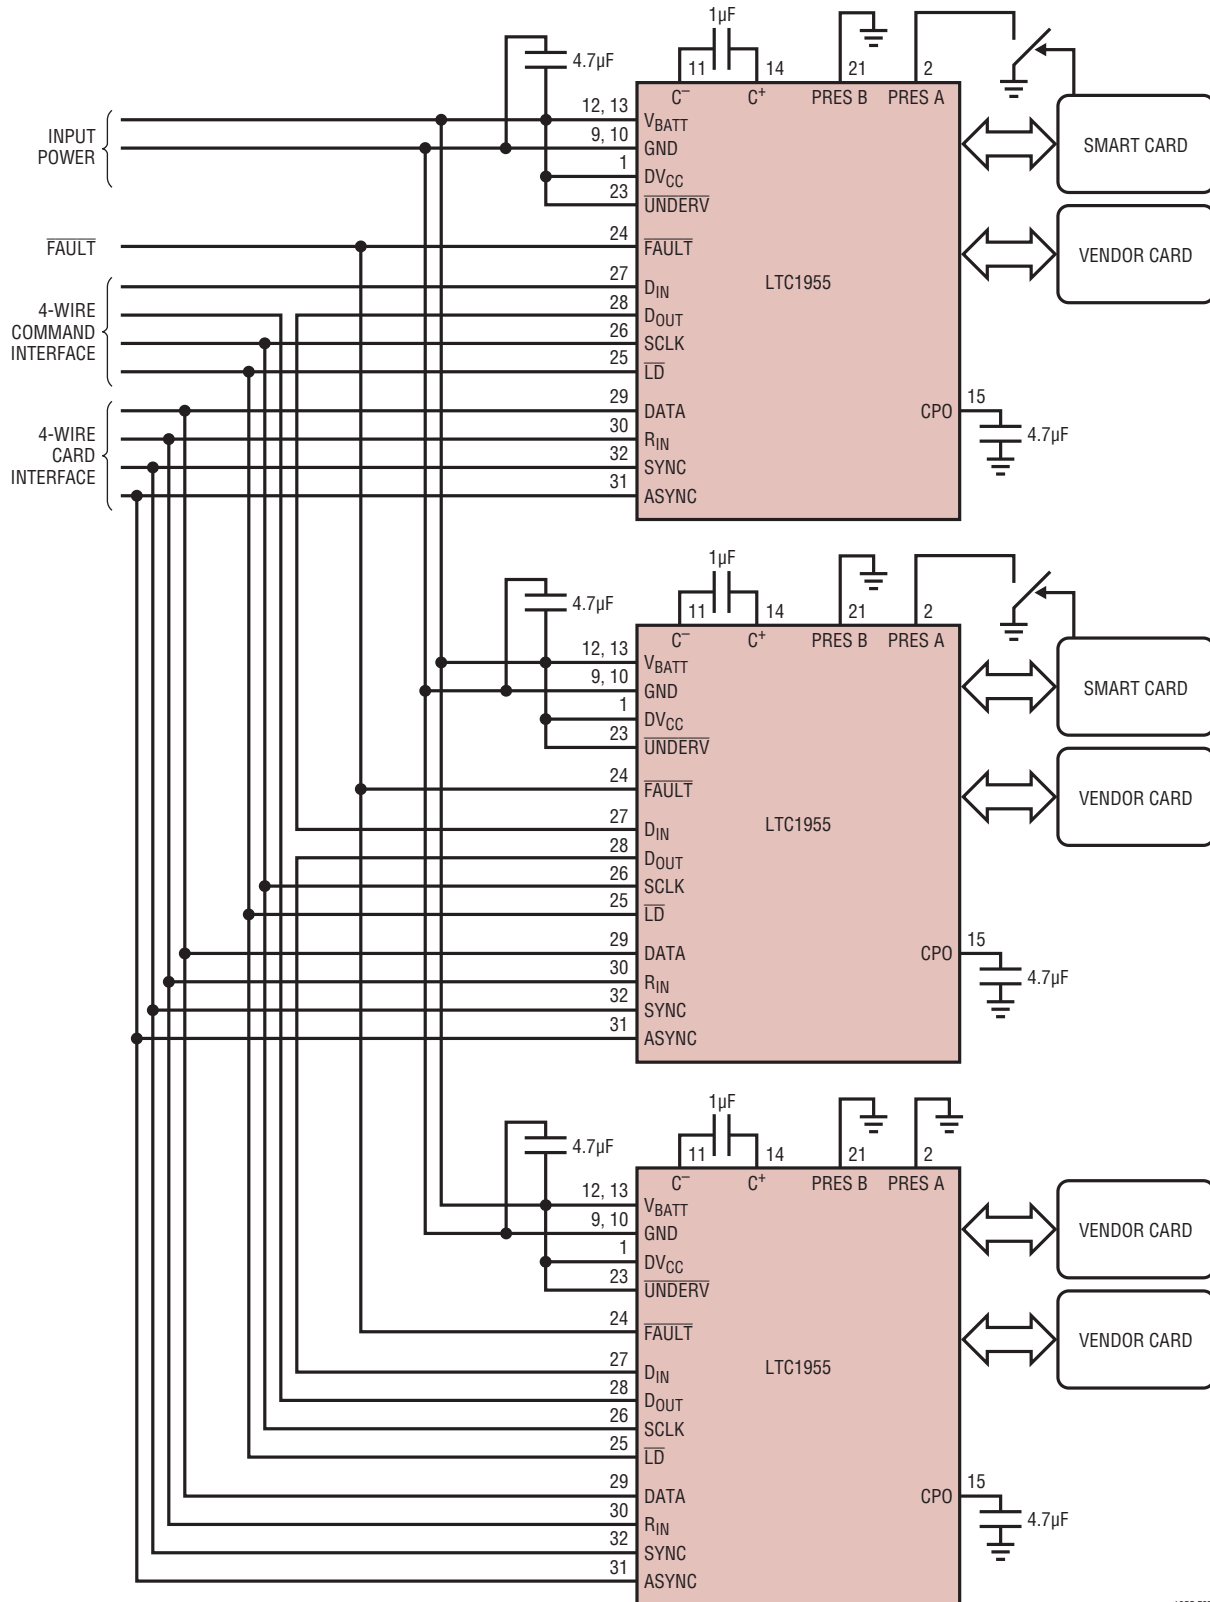 1µF
4.7µF
11
14
21
2
C–
C+
PRES B
PRES A
INPUT
POWER
12, 13
VBATT
9, 10
GND
1
DVCC
23
UNDERV
FAULT
24
FAULT
4-WIRE
COMMAND
INTERFACE
27
DIN
28
DOUT
26
SCLK
25
LD
4-WIRE
CARD
INTERFACE
29
DATA
30
RIN
32
SYNC
31
ASYNC
LTC1955
CPO
15
4.7µF
SMART CARD
VENDOR CARD
1µF
4.7µF
11
14
21
2
C–
C+
PRES B
PRES A
12, 13
VBATT
9, 10
GND
1
DVCC
23
UNDERV
24
FAULT
27
DIN
28
DOUT
26
SCLK
25
LD
29
DATA
30
RIN
32
SYNC
31
ASYNC
LTC1955
CPO
15
4.7µF
SMART CARD
VENDOR CARD
1µF
4.7µF
11
14
21
2
C–
C+
PRES B
PRES A
12, 13
VBATT
9, 10
GND
1
DVCC
23
UNDERV
24
FAULT
27
DIN
28
DOUT
26
SCLK
25
LD
29
DATA
30
RIN
32
SYNC
31
ASYNC
LTC1955
CPO
15
4.7µF
VENDOR CARD
VENDOR CARD